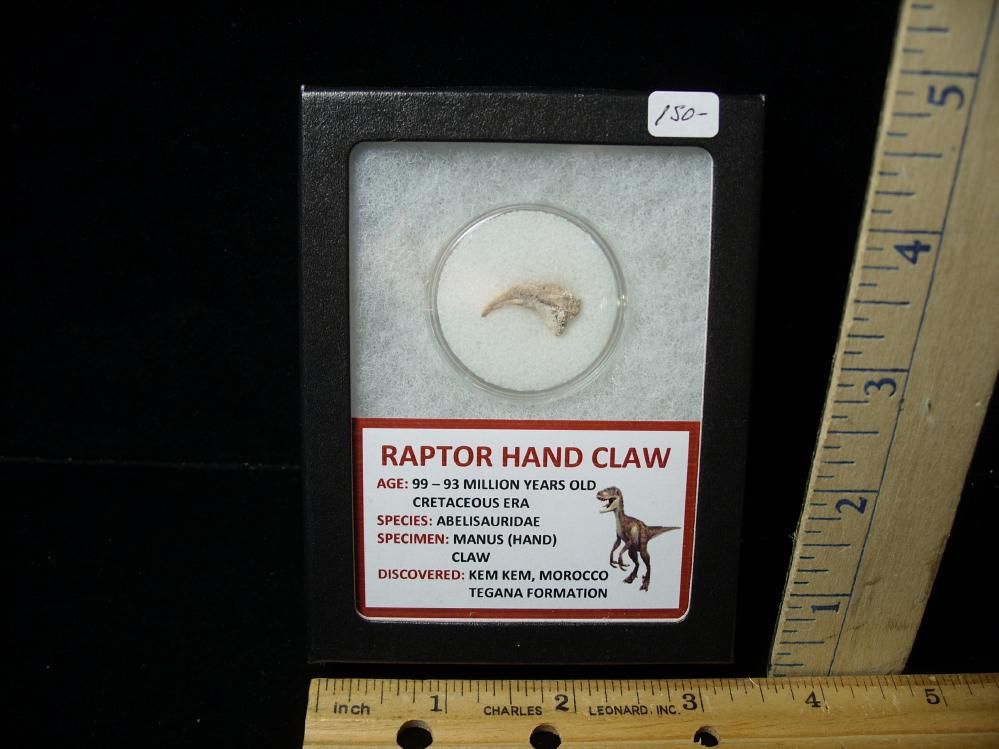 150-
RAPTOR HAND CLAW
AGE: 99 – 93 MILLION YEARS OLD
CRETACEOUS ERA
SPECIES: ABELISAURIDAE
SPECIMEN: MANUS (HAND)
CLAW
DISCOVERED: KEM KEM, MOROCCO
TEGANA FORMATION
5
4
3
2
1
Inch 1 CHARLES 2 LEONARD, INC. 3 4 5